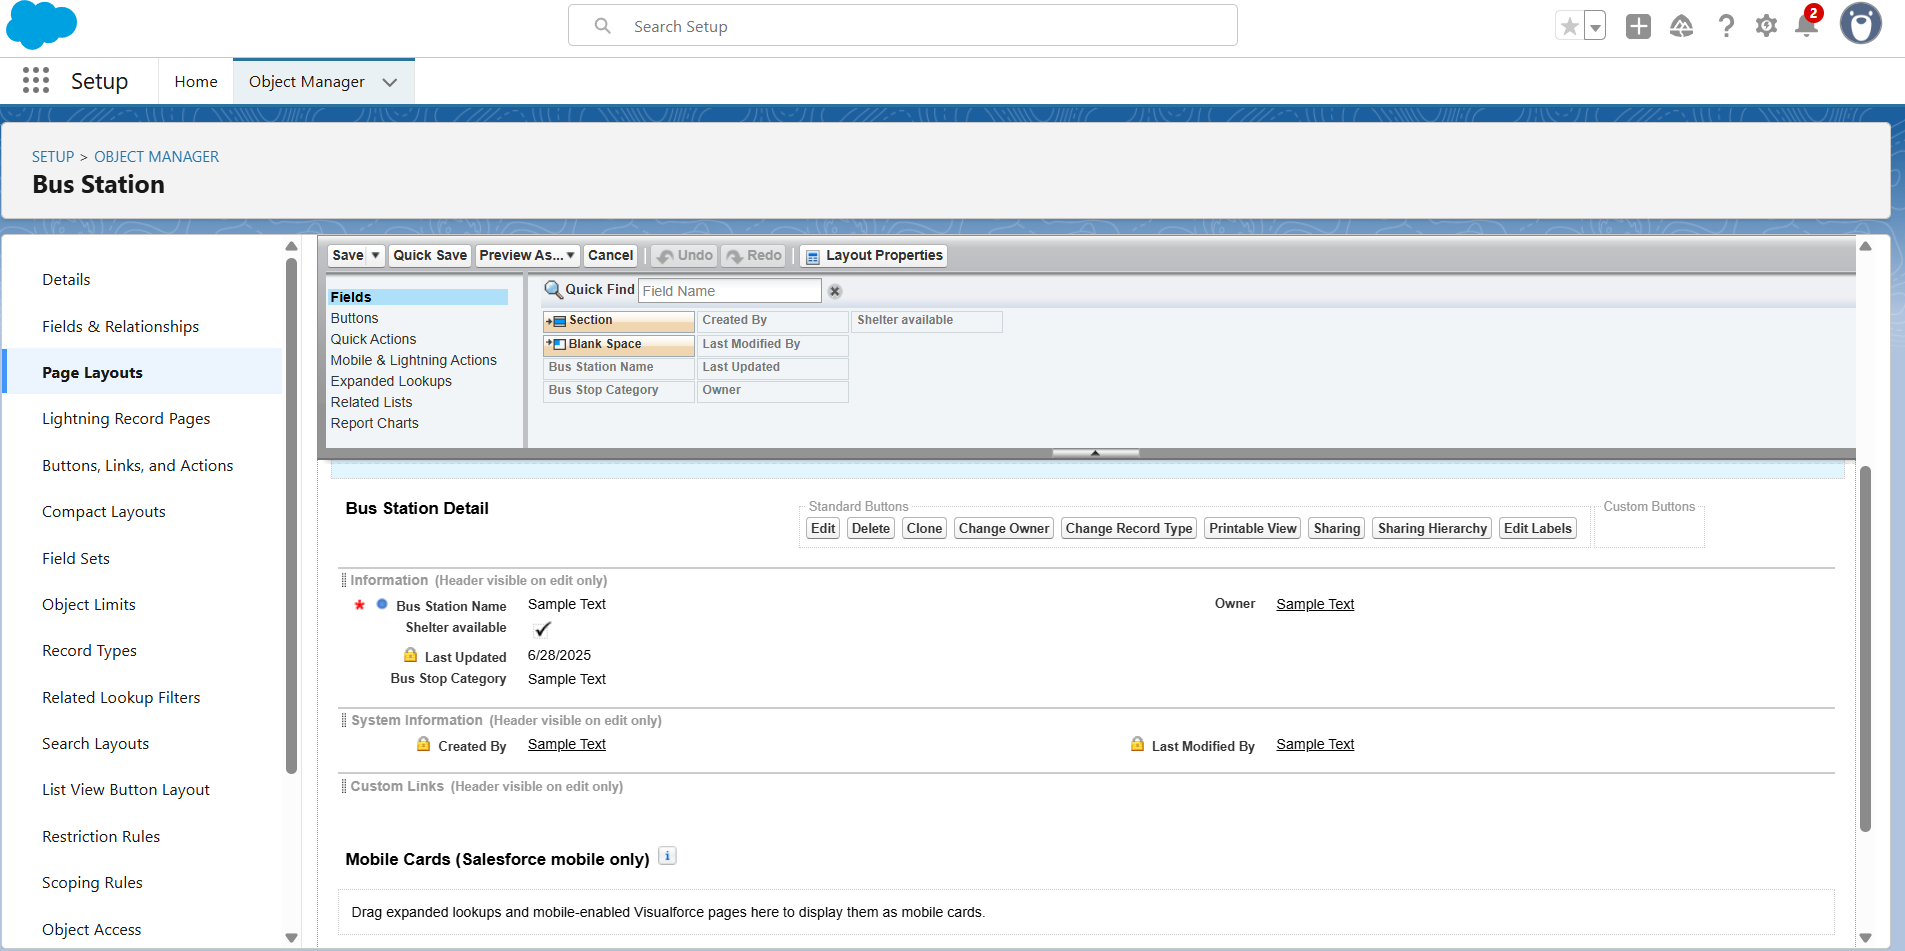 Search Setup
2
Setup
Home
Object Manager
SETUP > OBJECT MANAGER
Bus Station
Details
Fields & Relationships
Page Layouts
Lightning Record Pages
Buttons, Links, and Actions
Compact Layouts
Field Sets
Object Limits
Record Types
Related Lookup Filters
Search Layouts
List View Button Layout
Restriction Rules
Scoping Rules
Object Access
Save Quick Save Preview As... Cancel Undo Redo Layout Properties
Fields
Buttons
Quick Actions
Mobile & Lightning Actions
Expanded Lookups
Related Lists
Report Charts
Quick Find Field Name
Section Created By Shelter available
Blank Space Last Modified By
Bus Station Name Last Updated
Bus Stop Category Owner
Bus Station Detail
Standard Buttons
Edit Delete Clone Change Owner Change Record Type Printable View Sharing Sharing Hierarchy Edit Labels
Custom Buttons
Information (Header visible on edit only)
* Bus Station Name Sample Text Owner Sample Text
Shelter available
Last Updated 6/28/2025
Bus Stop Category Sample Text
System Information (Header visible on edit only)
Created By Sample Text Last Modified By Sample Text
Custom Links (Header visible on edit only)
Mobile Cards (Salesforce mobile only) i
Drag expanded lookups and mobile-enabled Visualforce pages here to display them as mobile cards.